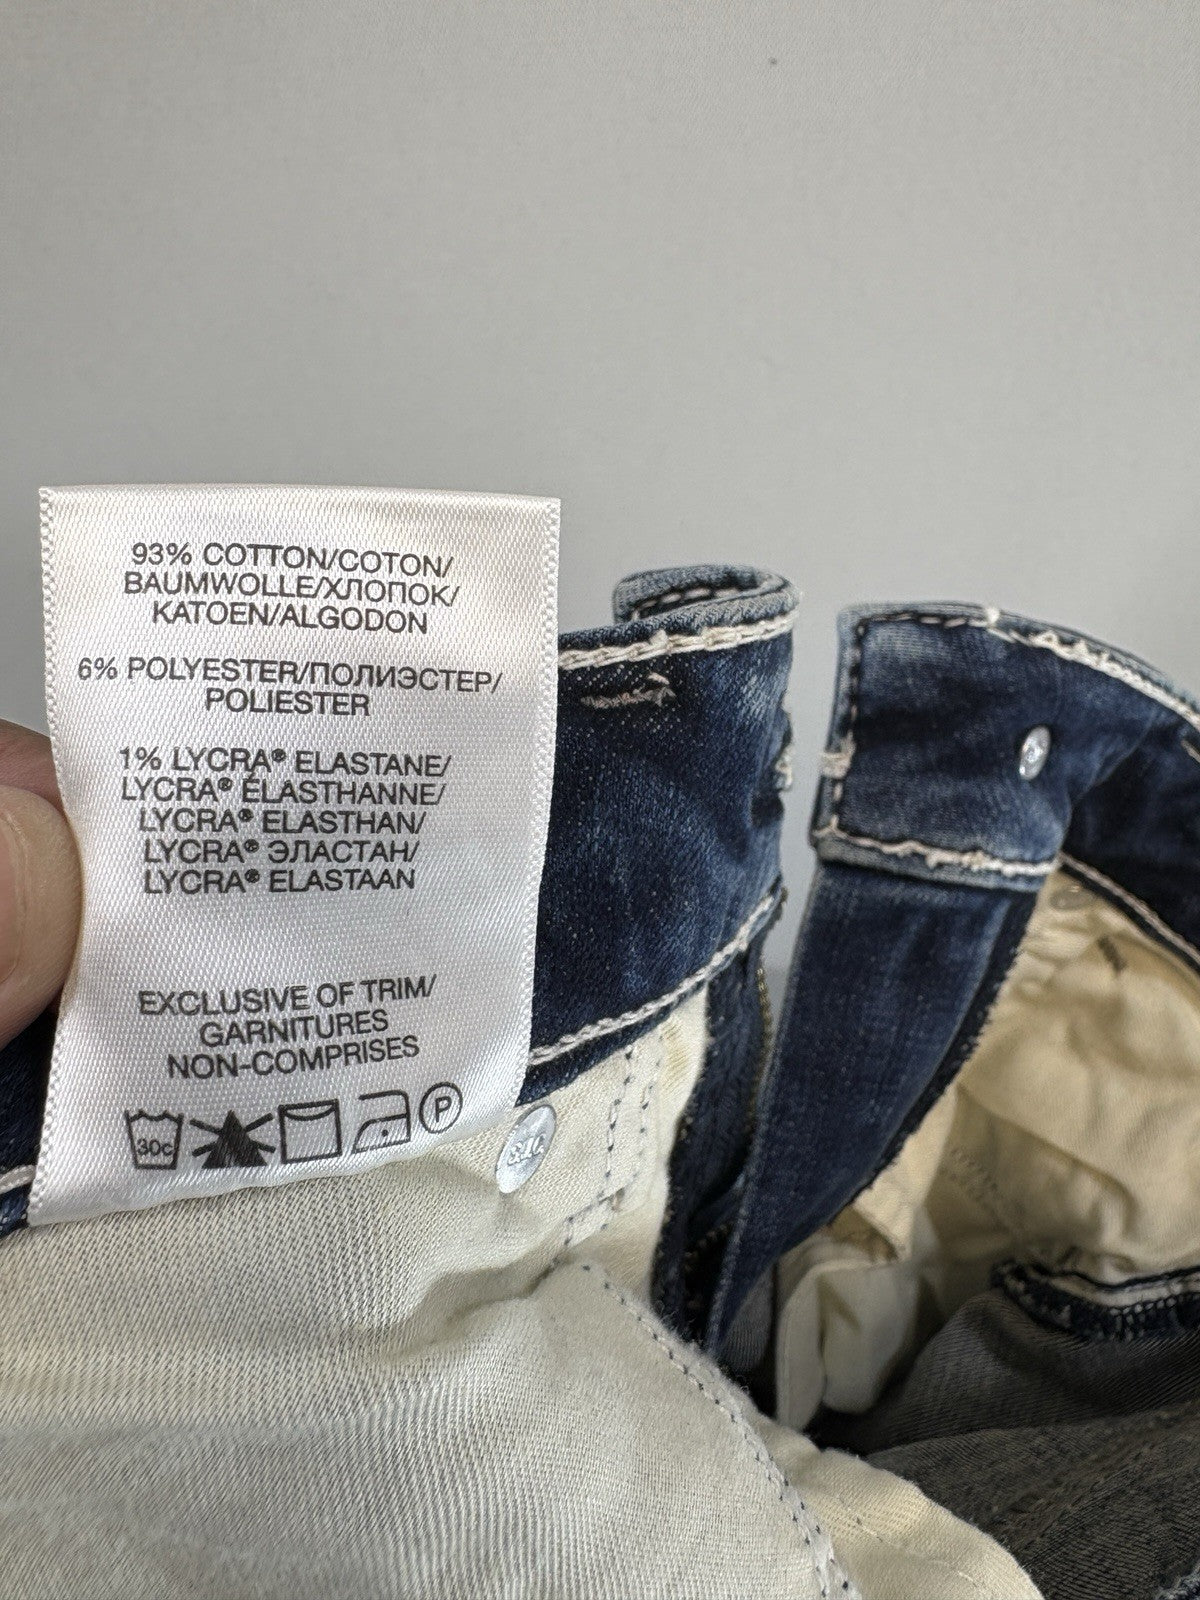 93% COTTON/COTON/
BAUMWOLLE/ХЛОПОК/
KATOEN/ALGODON
6% POLYESTER/ПОЛИЭСТЕР/
POLIESTER
1% LYCRA® ELASTANE/
LYCRA® ÉLASTHANNE/
LYCRA® ELASTHAN/
LYCRA® ЭЛАСТАН/
LYCRA® ELASTAAN
EXCLUSIVE OF TRIM/
GARNITURES
NON-COMPRISES
30c
P